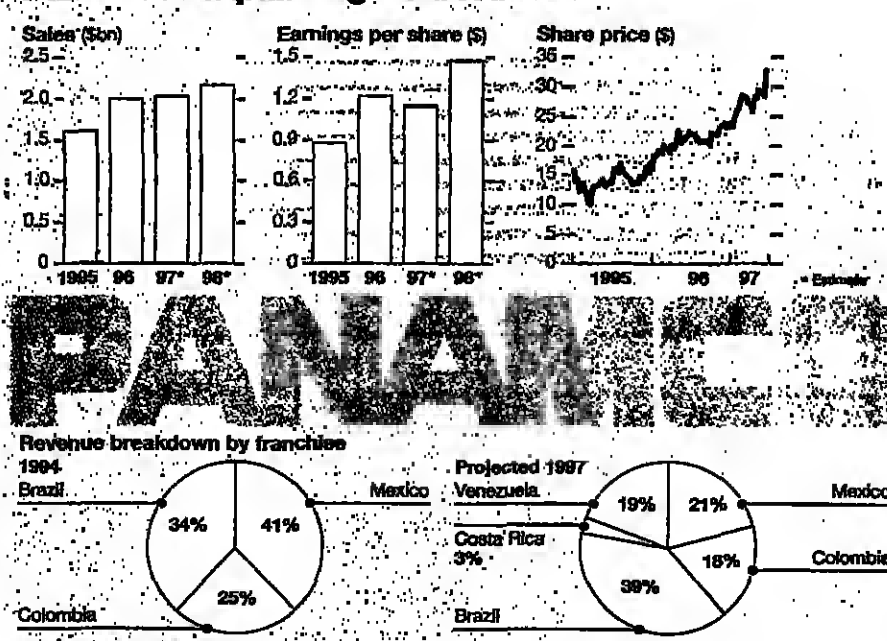 Sales ($bn)
2.5
2.0
1.5
1.0
0.5
0
1995 96 97* 98*
Earnings per share ($)
1.5
1.2
0.9
0.6
0.3
0
1995 96 97* 98*
Share price ($)
35
30
25
20
15
10
5
0
1995 96 97
* Estimate
PANAMCO
Revenue breakdown by franchise
1994
Brazil
34%
Mexico
41%
Colombia
25%
Projected 1997
Venezuela
19%
Mexico
21%
Costa Rica
3%
Colombia
18%
Brazil
39%